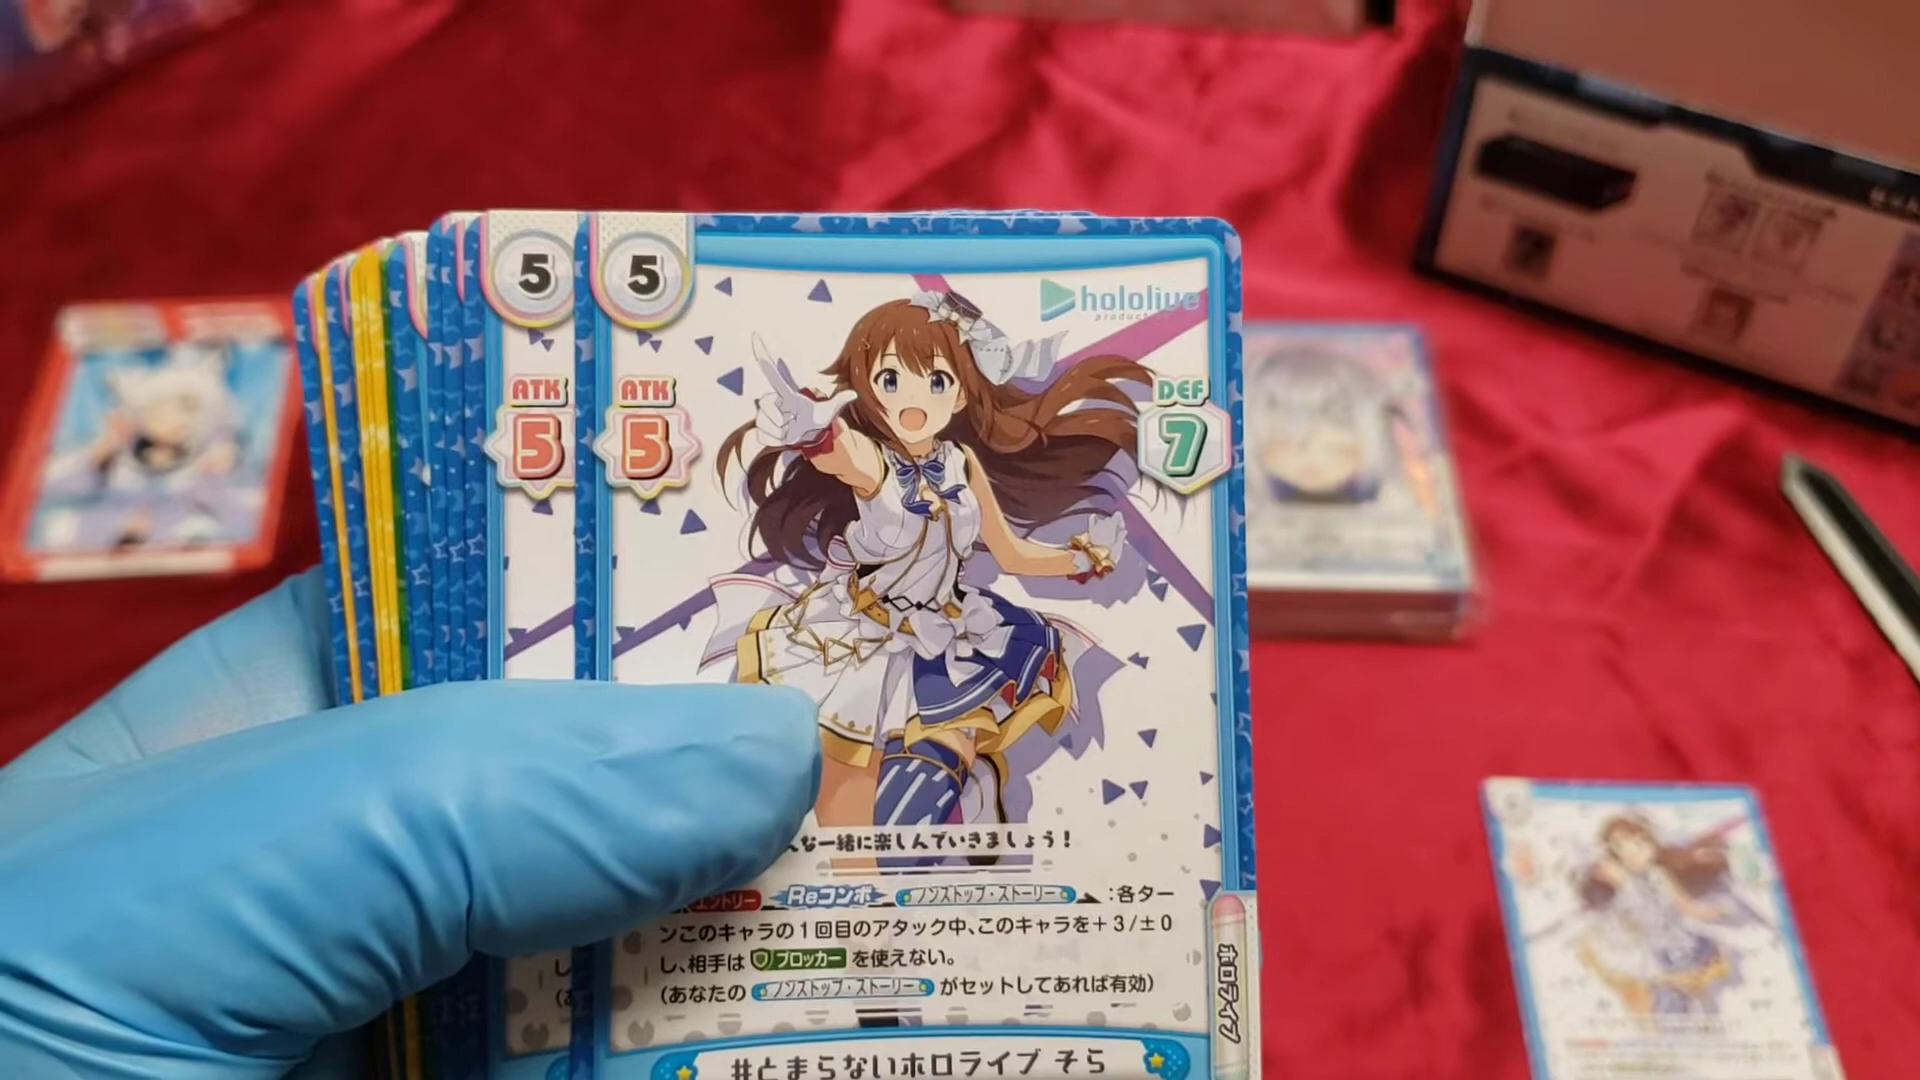 5
5
hololive
production
ATK
5
ATK
5
DEF
7
な一緒に楽しんでいきましょう！
エントリー Reコンボ ノンストップ・ストーリー ：各ター
ンこのキャラの1回目のアタック中、このキャラを＋3/±0
し、相手は ブロッカー を使えない。
（あなたの ノンストップ・ストーリー がセットしてあれば有効）
ホロライブ
#とまらないホロライブ そら